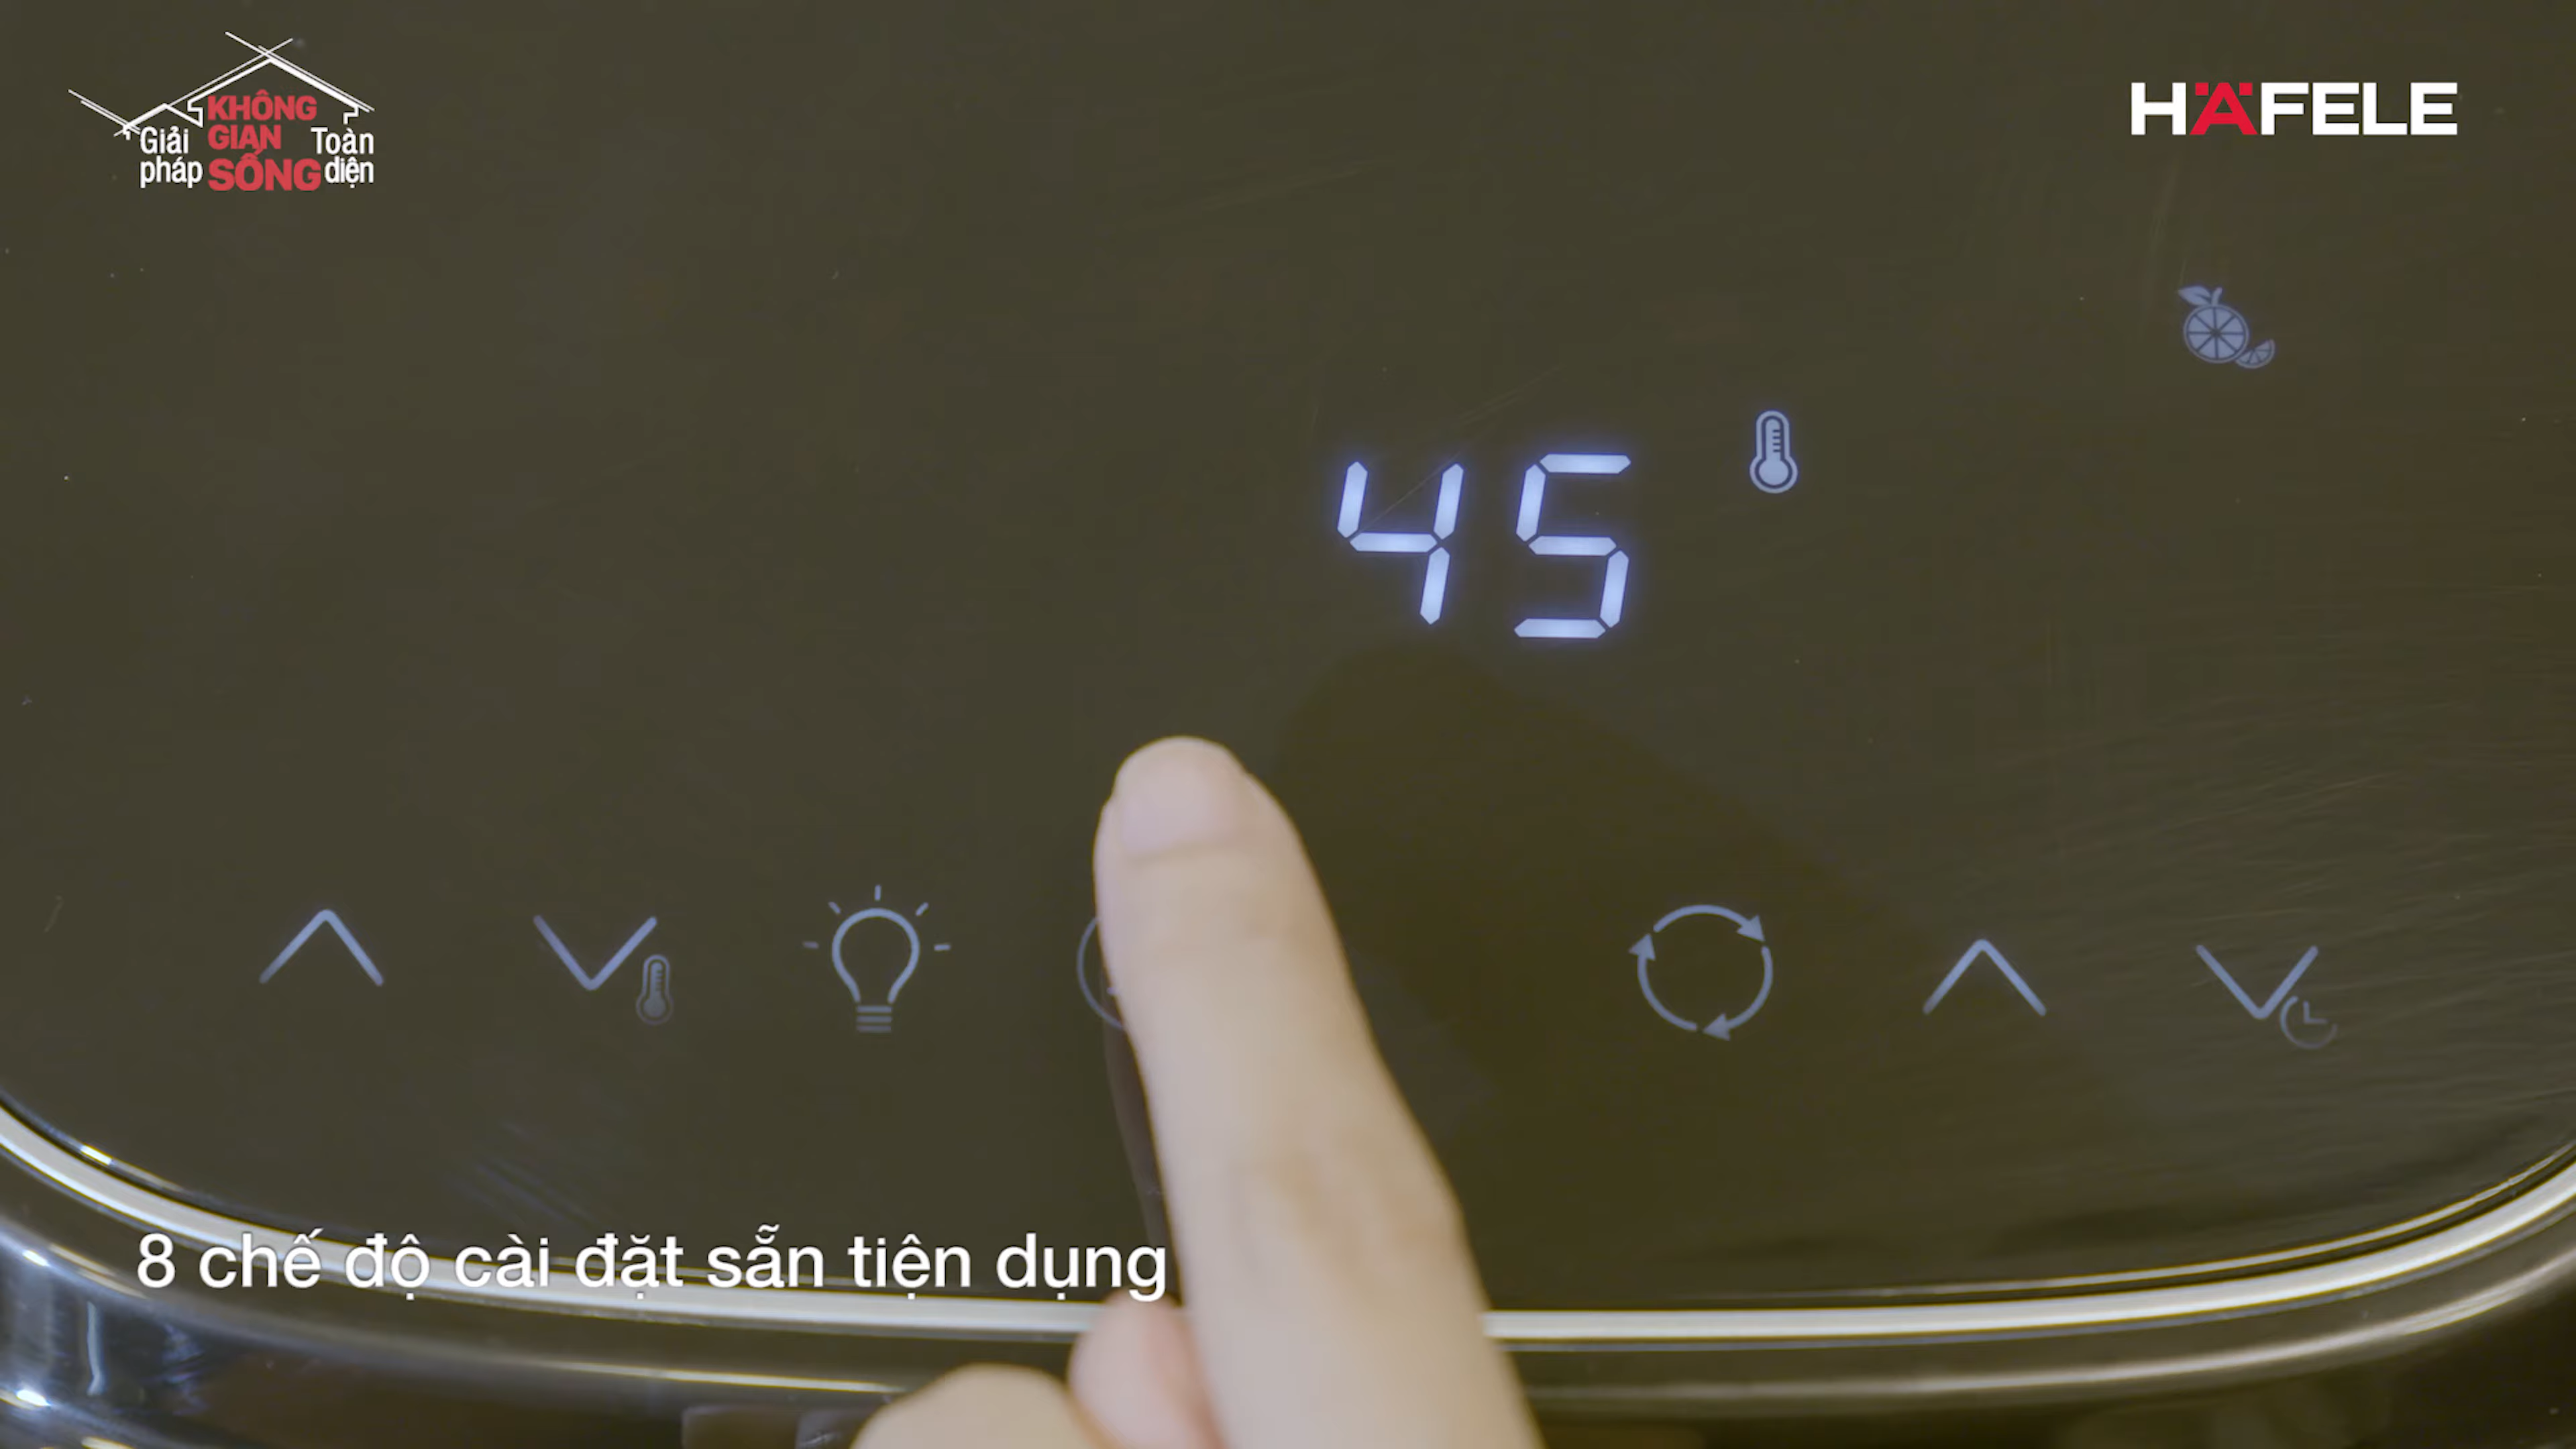 Giải pháp
KHÔNG GIAN SỐNG
Toàn diện
HÄFELE
45
8 chế độ cài đặt sẵn tiện dụng